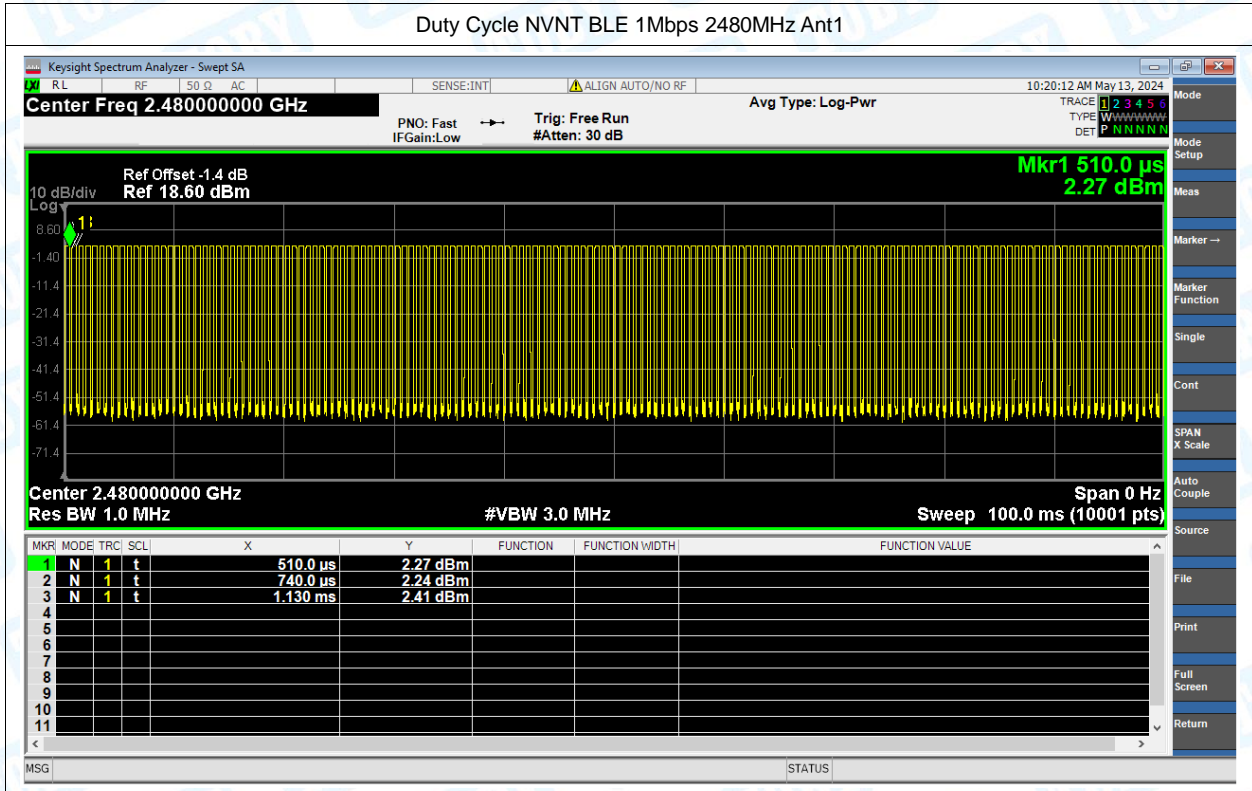 Duty Cycle NVNT BLE 1Mbps 2480MHz Ant1
Keysight Spectrum Analyzer - Swept SA
LXI RL RF 50 Ω AC SENSE:INT ALIGN AUTO/NO RF 10:20:12 AM May 13, 2024
Center Freq 2.480000000 GHz
PNO: Fast
IFGain:Low
Trig: Free Run
#Atten: 30 dB
Avg Type: Log-Pwr
TRACE 1 2 3 4 5 6
TYPE WWWWWW
DET P N N N N N
Ref Offset -1.4 dB
10 dB/div Ref 18.60 dBm
Log
Mkr1 510.0 µs
2.27 dBm
1
8.60
-1.40
-11.4
-21.4
-31.4
-41.4
-51.4
-61.4
-71.4
Center 2.480000000 GHz Span 0 Hz
Res BW 1.0 MHz #VBW 3.0 MHz Sweep 100.0 ms (10001 pts)
MKR MODE TRC SCL X Y FUNCTION FUNCTION WIDTH FUNCTION VALUE
1 N 1 t 510.0 µs 2.27 dBm
2 N 1 t 740.0 µs 2.24 dBm
3 N 1 t 1.130 ms 2.41 dBm
4
5
6
7
8
9
10
11
MSG STATUS
Mode
Mode
Setup
Meas
Marker →
Marker
Function
Single
Cont
SPAN
X Scale
Auto
Couple
Source
File
Print
Full
Screen
Return